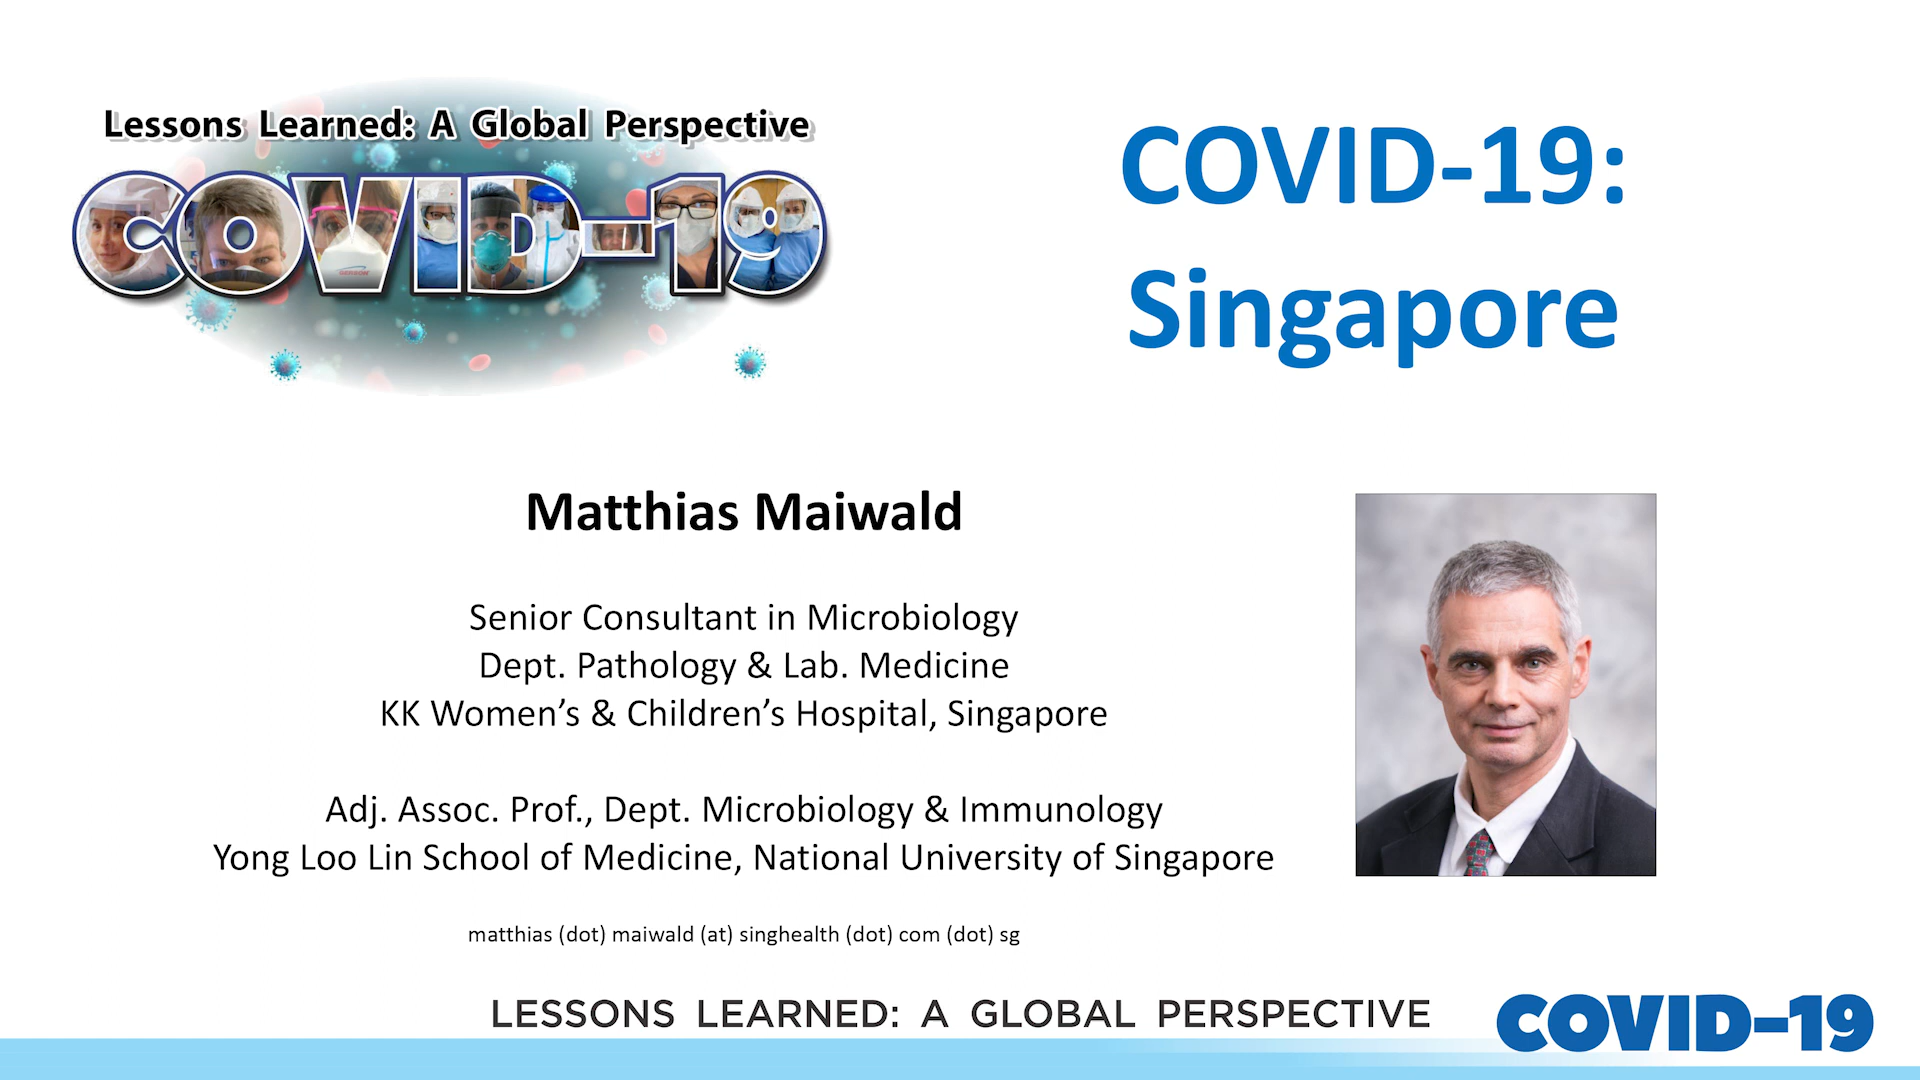 Lessons Learned: A Global Perspective
COVID-19
COVID-19:
Singapore
Matthias Maiwald
Senior Consultant in Microbiology
Dept. Pathology & Lab. Medicine
KK Women’s & Children’s Hospital, Singapore
Adj. Assoc. Prof., Dept. Microbiology & Immunology
Yong Loo Lin School of Medicine, National University of Singapore
matthias (dot) maiwald (at) singhealth (dot) com (dot) sg
LESSONS LEARNED: A GLOBAL PERSPECTIVE
COVID-19